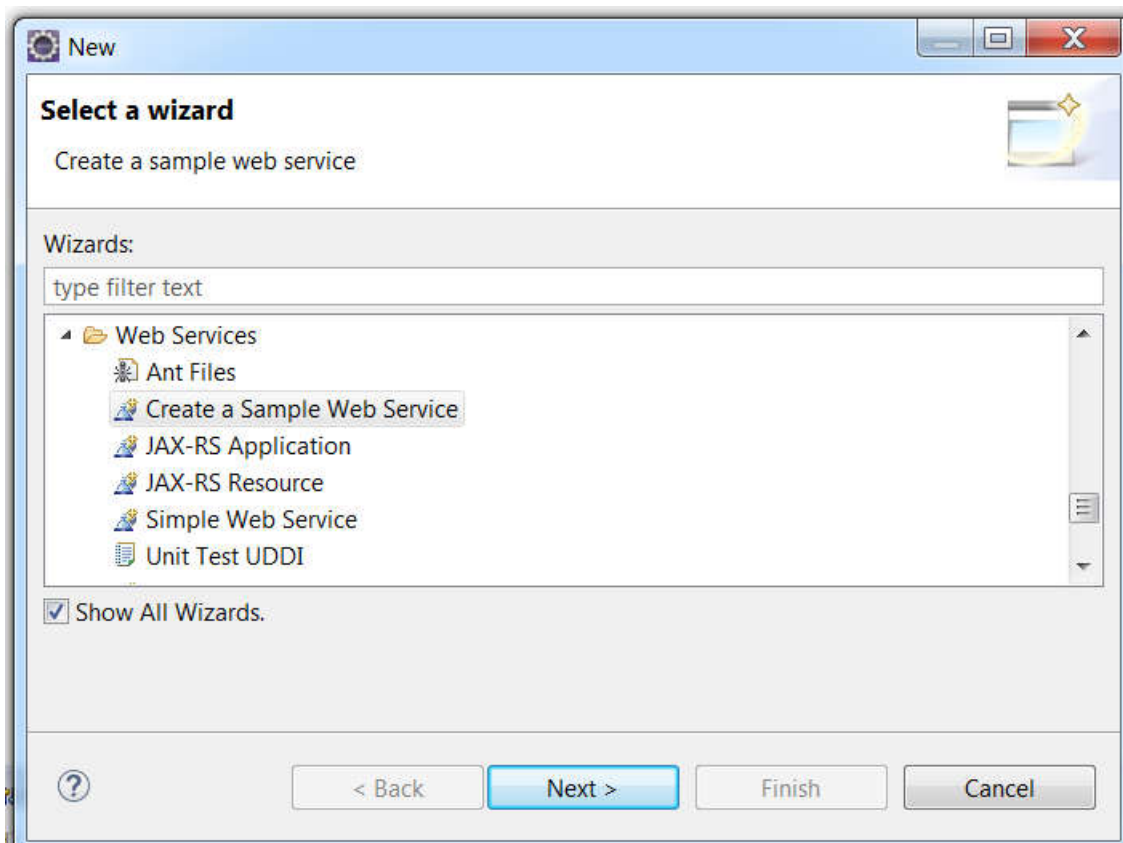 New
Select a wizard
Create a sample web service
Wizards:
type filter text
Web Services
Ant Files
Create a Sample Web Service
JAX-RS Application
JAX-RS Resource
Simple Web Service
Unit Test UDDI
Show All Wizards.
? < Back Next > Finish Cancel